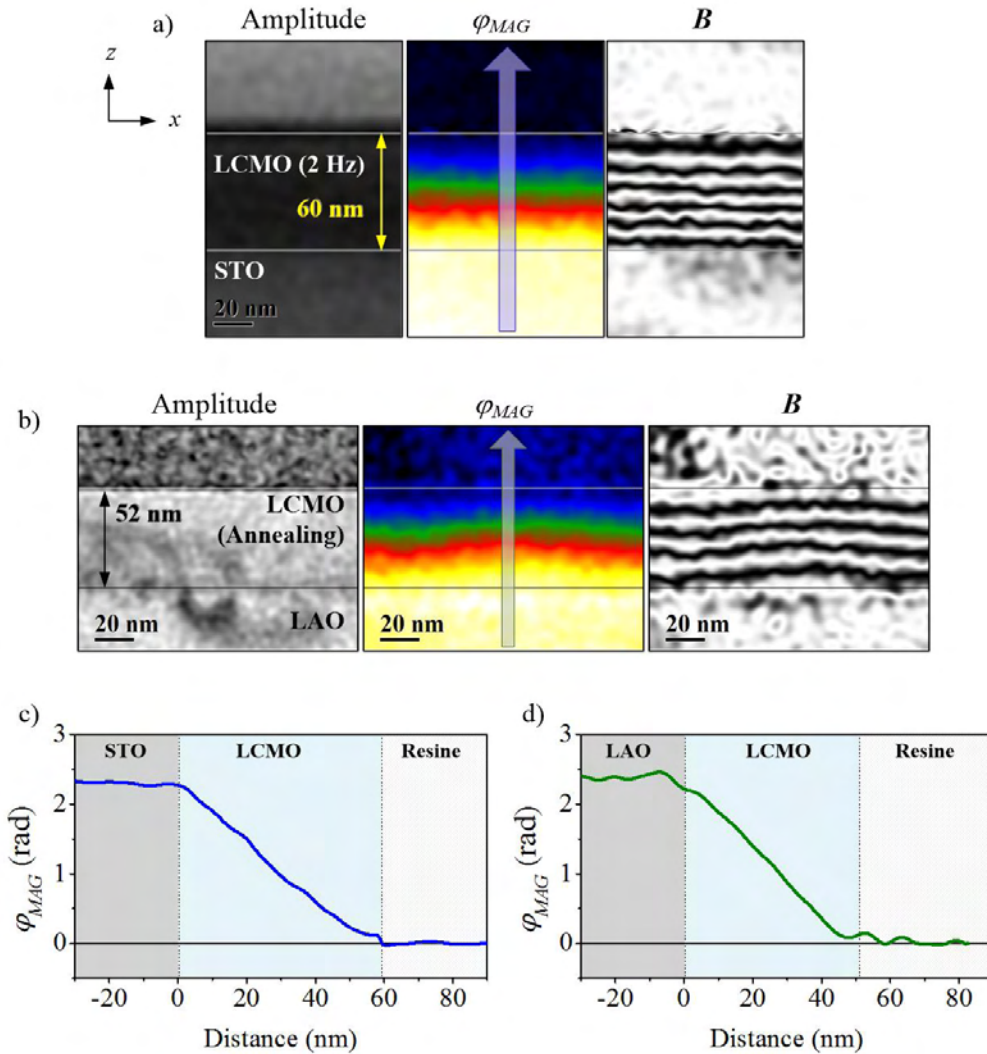 a)
Amplitude
φMAG
B
z
x
LCMO (2 Hz)
60 nm
STO
20 nm
b)
Amplitude
φMAG
B
52 nm
LCMO
(Annealing)
LAO
20 nm
20 nm
20 nm
c)
3
2
1
0
φMAG (rad)
STO
LCMO
Resine
-20 0 20 40 60 80
Distance (nm)
d)
3
2
1
0
φMAG (rad)
LAO
LCMO
Resine
-20 0 20 40 60 80
Distance (nm)